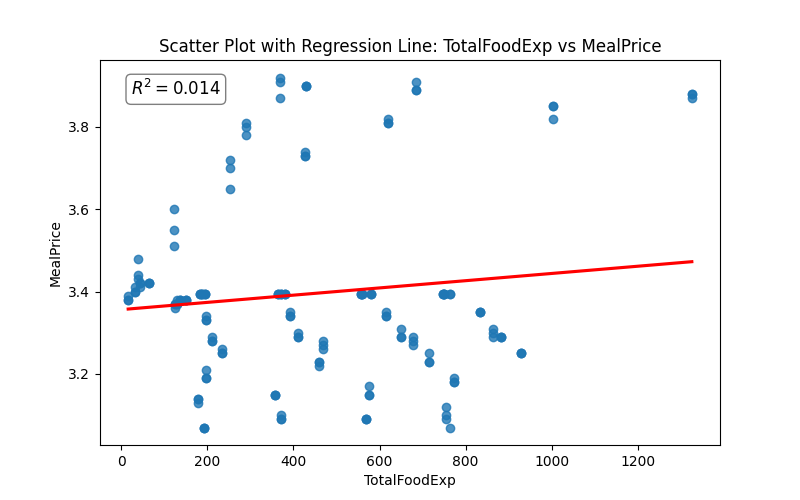 Scatter Plot with Regression Line: TotalFoodExp vs MealPrice
R² = 0.014
3.8
3.6
3.4
3.2
MealPrice
0 200 400 600 800 1000 1200
TotalFoodExp